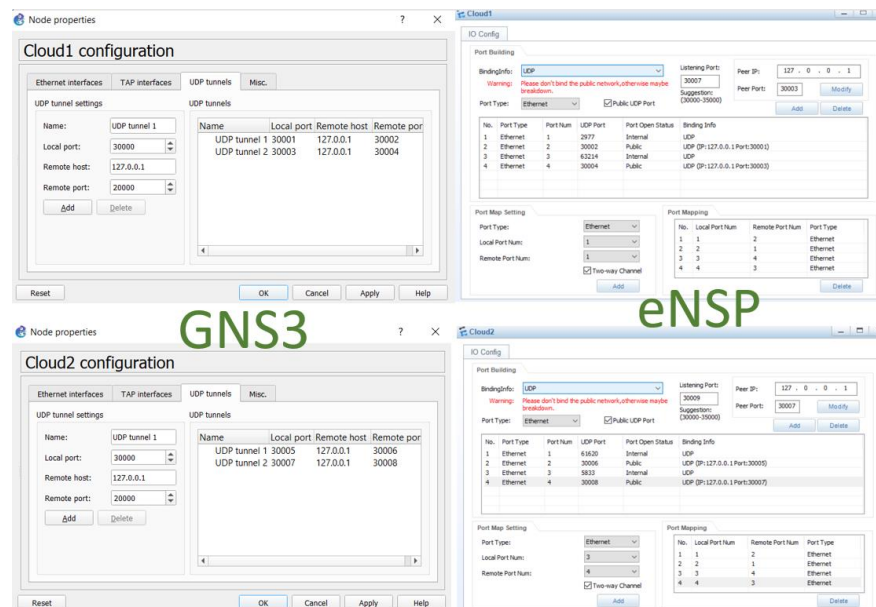 Node properties ? ×
Cloud1 configuration
Ethernet interfaces TAP interfaces UDP tunnels Misc.
UDP tunnel settings UDP tunnels
Name: UDP tunnel 1
Local port: 30000
Remote host: 127.0.0.1
Remote port: 20000
Add Delete
Name Local port Remote host Remote por
UDP tunnel 1 30001 127.0.0.1 30002
UDP tunnel 2 30003 127.0.0.1 30004
Reset OK Cancel Apply Help
Cloud1
IO Config
Port Building
BindingInfo: UDP
Warning: Please don't bind the public network,otherwise maybe
breakdown.
Port Type: Ethernet Public UDP Port
Listening Port:
30007
Suggestion:
(30000-35000)
Peer IP: 127 . 0 . 0 . 1
Peer Port: 30003 Modify
Add Delete
No. Port Type Port Num UDP Port Port Open Status Binding Info
1 Ethernet 1 2977 Internal UDP
2 Ethernet 2 30002 Public UDP (IP:127.0.0.1 Port:30001)
3 Ethernet 3 63214 Internal UDP
4 Ethernet 4 30004 Public UDP (IP:127.0.0.1 Port:30003)
Port Map Setting
Port Type: Ethernet
Local Port Num: 1
Remote Port Num: 1
Two-way Channel
Add
Port Mapping
No. Local Port Num Remote Port Num Port Type
1 1 2 Ethernet
2 2 1 Ethernet
3 3 4 Ethernet
4 4 3 Ethernet
Delete
GNS3
eNSP
Node properties ? ×
Cloud2 configuration
Ethernet interfaces TAP interfaces UDP tunnels Misc.
UDP tunnel settings UDP tunnels
Name: UDP tunnel 1
Local port: 30000
Remote host: 127.0.0.1
Remote port: 20000
Add Delete
Name Local port Remote host Remote por
UDP tunnel 1 30005 127.0.0.1 30006
UDP tunnel 2 30007 127.0.0.1 30008
Reset OK Cancel Apply Help
Cloud2
IO Config
Port Building
BindingInfo: UDP
Warning: Please don't bind the public network,otherwise maybe
breakdown.
Port Type: Ethernet Public UDP Port
Listening Port:
30009
Suggestion:
(30000-35000)
Peer IP: 127 . 0 . 0 . 1
Peer Port: 30007 Modify
Add Delete
No. Port Type Port Num UDP Port Port Open Status Binding Info
1 Ethernet 1 61620 Internal UDP
2 Ethernet 2 30006 Public UDP (IP:127.0.0.1 Port:30005)
3 Ethernet 3 5833 Internal UDP
4 Ethernet 4 30008 Public UDP (IP:127.0.0.1 Port:30007)
Port Map Setting
Port Type: Ethernet
Local Port Num: 3
Remote Port Num: 4
Two-way Channel
Add
Port Mapping
No. Local Port Num Remote Port Num Port Type
1 1 2 Ethernet
2 2 1 Ethernet
3 3 4 Ethernet
4 4 3 Ethernet
Delete